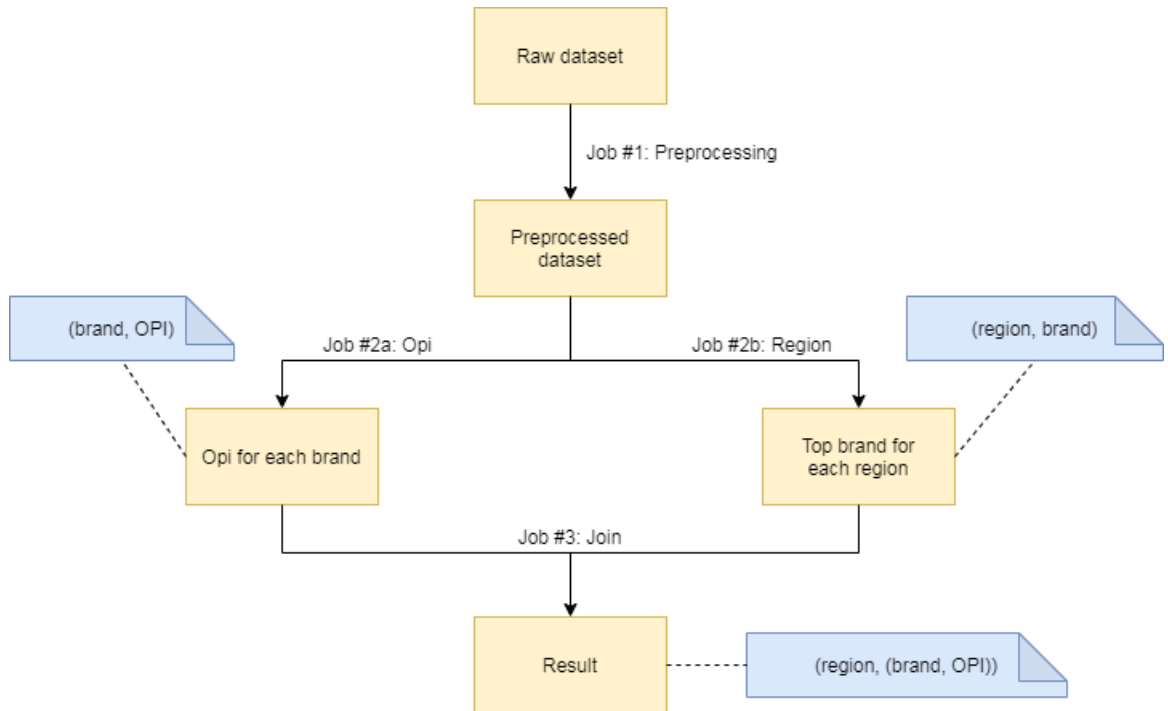 Raw dataset
Job #1: Preprocessing
Preprocessed
dataset
(brand, OPI)
(region, brand)
Job #2a: Opi
Job #2b: Region
Opi for each brand
Top brand for
each region
Job #3: Join
Result
(region, (brand, OPI))